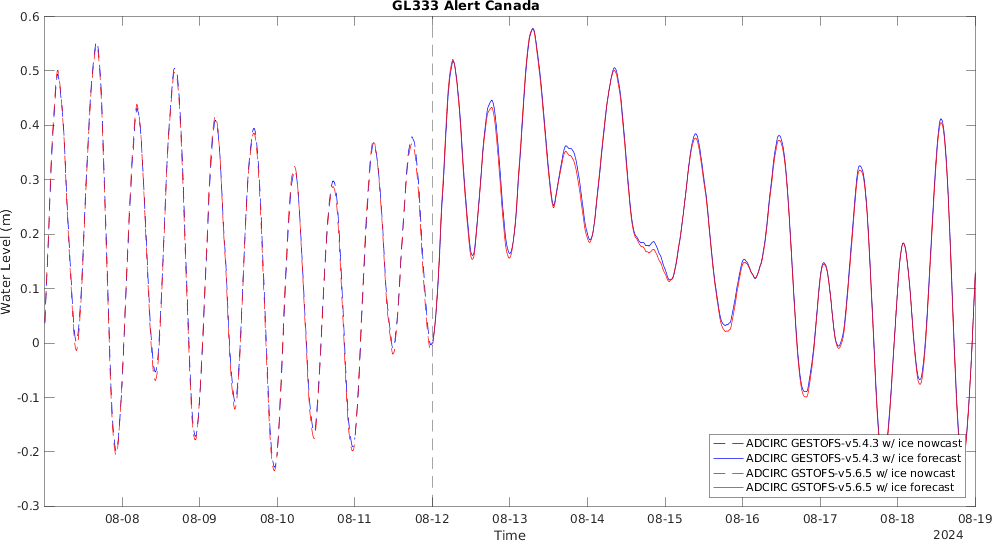 GL333 Alert Canada
0.6
0.5
0.4
0.3
0.2
0.1
0
-0.1
-0.2
-0.3
Water Level (m)
ADCIRC GESTOFS-v5.4.3 w/ ice nowcast
ADCIRC GESTOFS-v5.4.3 w/ ice forecast
ADCIRC GSTOFS-v5.6.5 w/ ice nowcast
ADCIRC GSTOFS-v5.6.5 w/ ice forecast
08-08 08-09 08-10 08-11 08-12 08-13 08-14 08-15 08-16 08-17 08-18 08-19
Time
2024